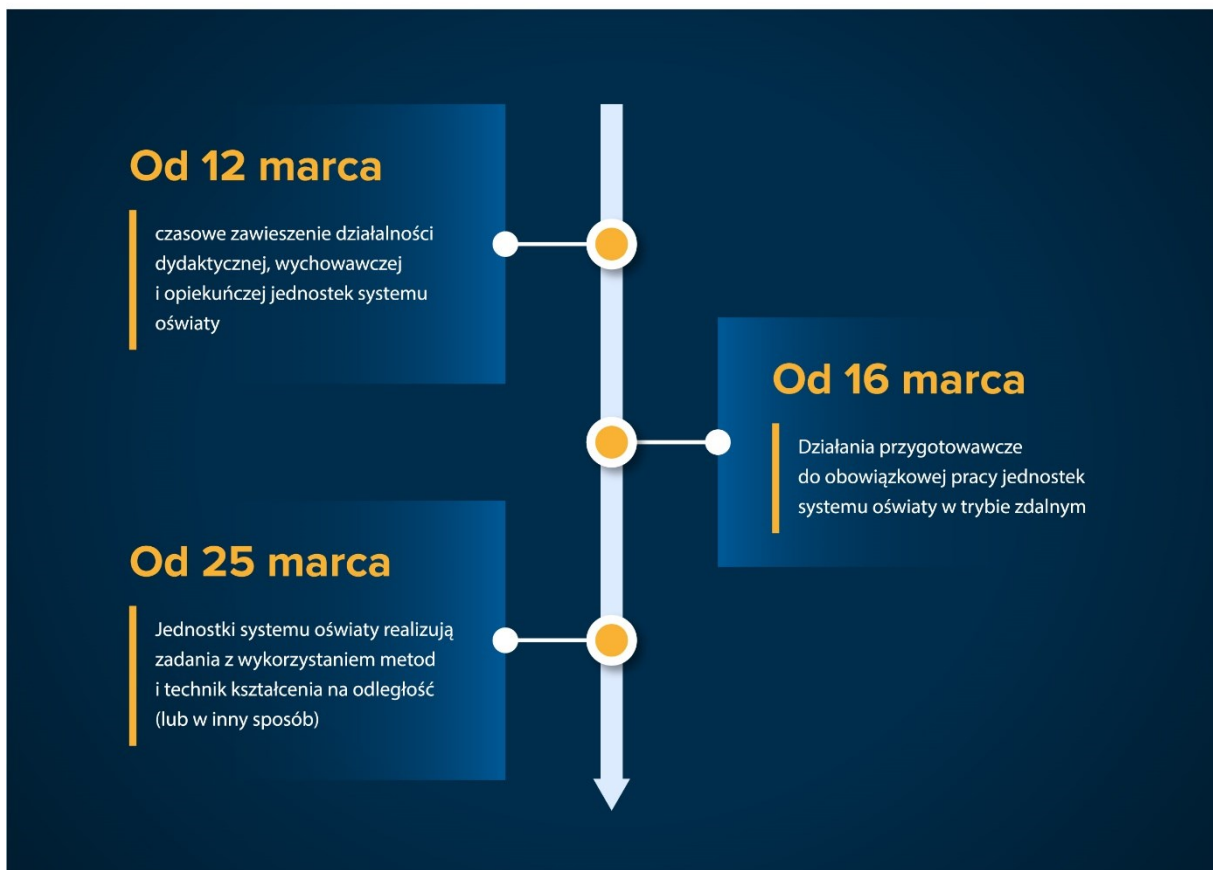 Od 12 marca
czasowe zawieszenie działalności
dydaktycznej, wychowawczej
i opiekuńczej jednostek systemu
oświaty
Od 16 marca
Działania przygotowawcze
do obowiązkowej pracy jednostek
systemu oświaty w trybie zdalnym
Od 25 marca
Jednostki systemu oświaty realizują
zadania z wykorzystaniem metod
i technik kształcenia na odległość
(lub w inny sposób)